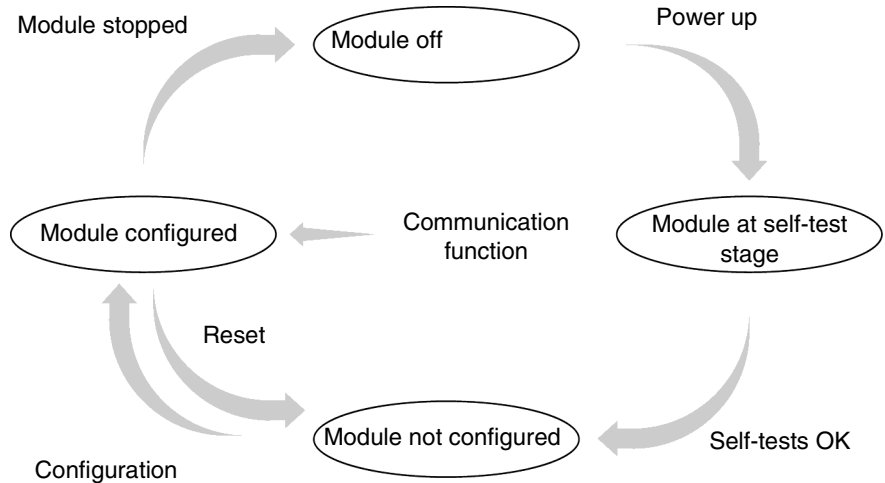 Module stopped
Module off
Power up
Module configured
Communication
function
Module at self-test
stage
Reset
Module not configured
Self-tests OK
Configuration